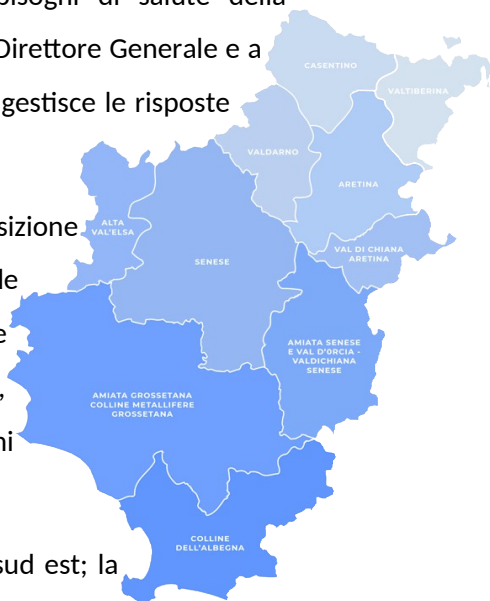 bisogni di salute della
Direttore Generale e a
gestisce le risposte
sizione
le
e
,
ni
sud est; la
CASENTINO
VALTIBERINA
VALDARNO
ARETINA
ALTA
VAL'ELSA
SENESE
VAL DI CHIANA
ARETINA
AMIATA SENESE
E VAL D'ORCIA -
VALDICHIANA
SENESE
AMIATA GROSSETANA
COLLINE METALLIFERE
GROSSETANA
COLLINE
DELL'ALBEGNA